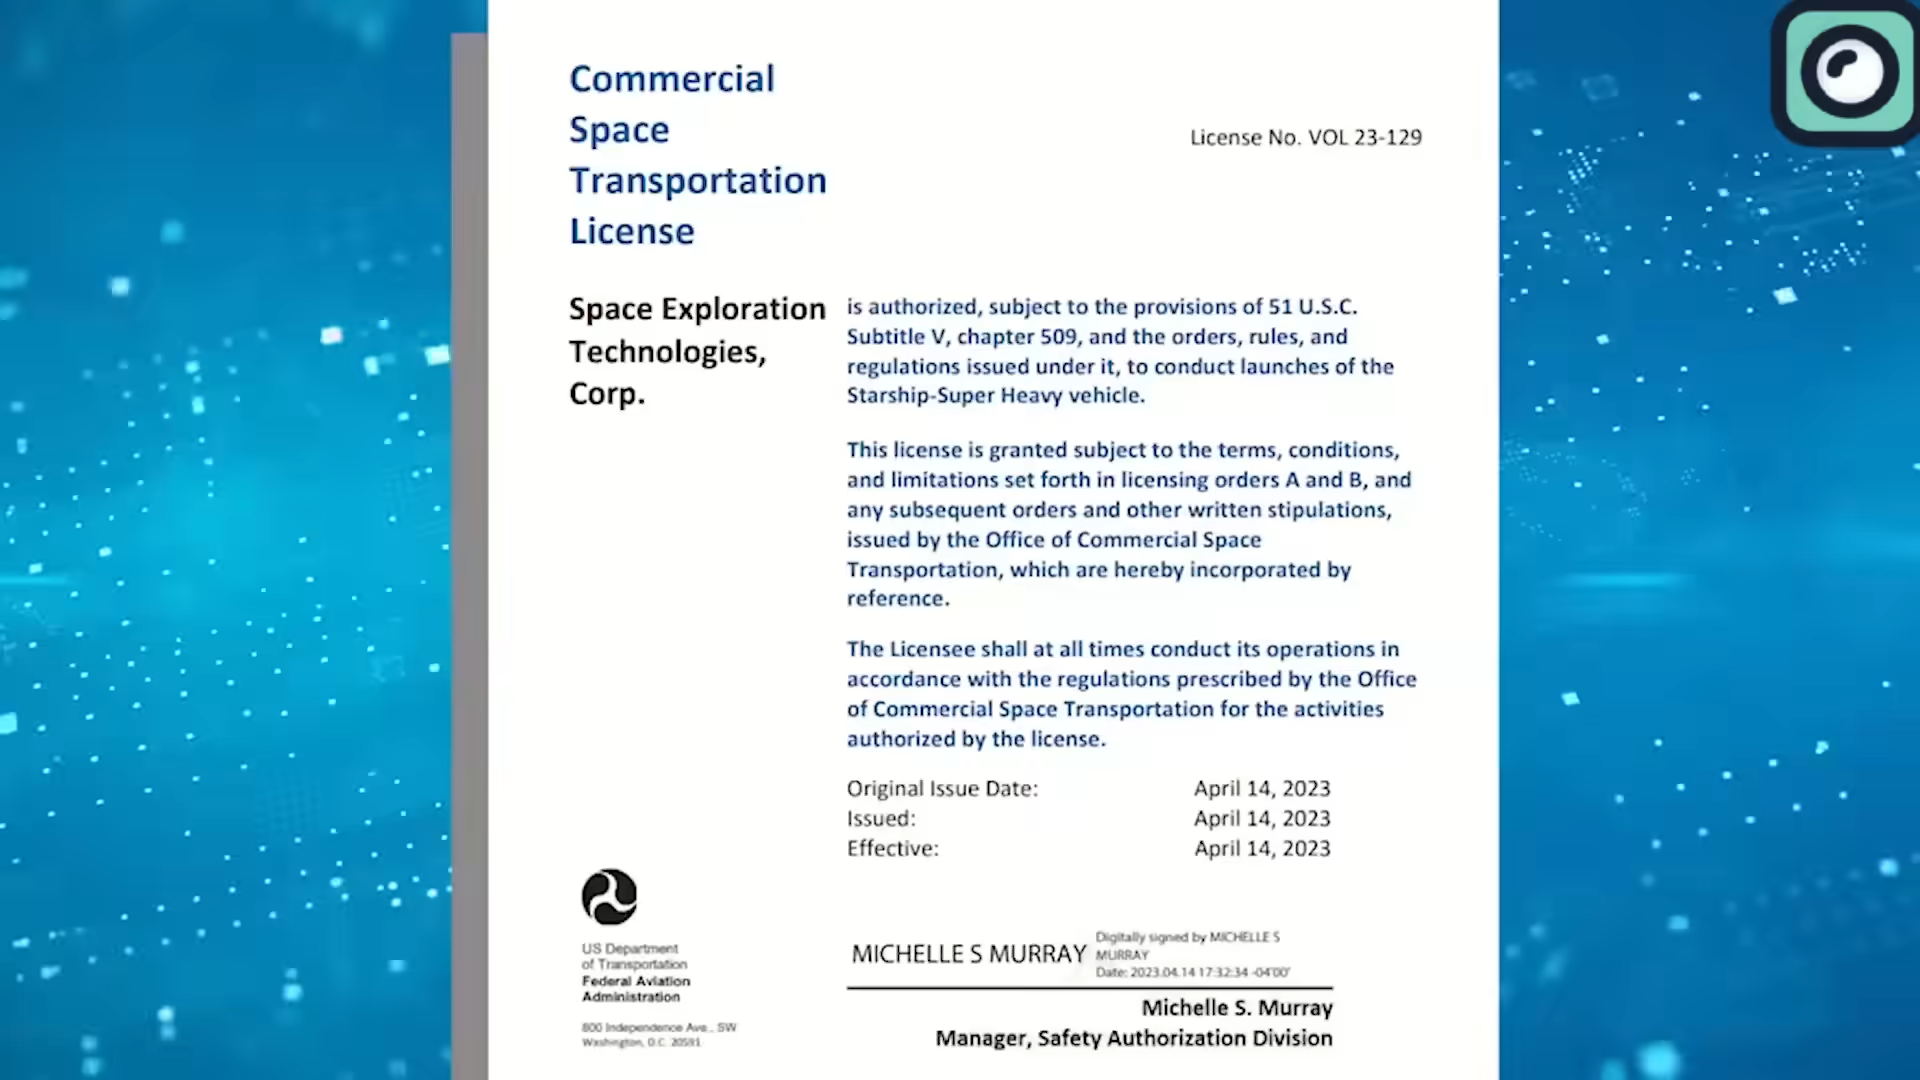 Commercial
Space
Transportation
License
License No. VOL 23-129
Space Exploration
Technologies,
Corp.
is authorized, subject to the provisions of 51 U.S.C.
Subtitle V, chapter 509, and the orders, rules, and
regulations issued under it, to conduct launches of the
Starship-Super Heavy vehicle.
This license is granted subject to the terms, conditions,
and limitations set forth in licensing orders A and B, and
any subsequent orders and other written stipulations,
issued by the Office of Commercial Space
Transportation, which are hereby incorporated by
reference.
The Licensee shall at all times conduct its operations in
accordance with the regulations prescribed by the Office
of Commercial Space Transportation for the activities
authorized by the license.
Original Issue Date: April 14, 2023
Issued: April 14, 2023
Effective: April 14, 2023
US Department
of Transportation
Federal Aviation
Administration
800 Independence Ave., SW
Washington, D.C. 20591
MICHELLE S MURRAY
Digitally signed by MICHELLE S
MURRAY
Date: 2023.04.14 17:32:34 -04'00'
Michelle S. Murray
Manager, Safety Authorization Division